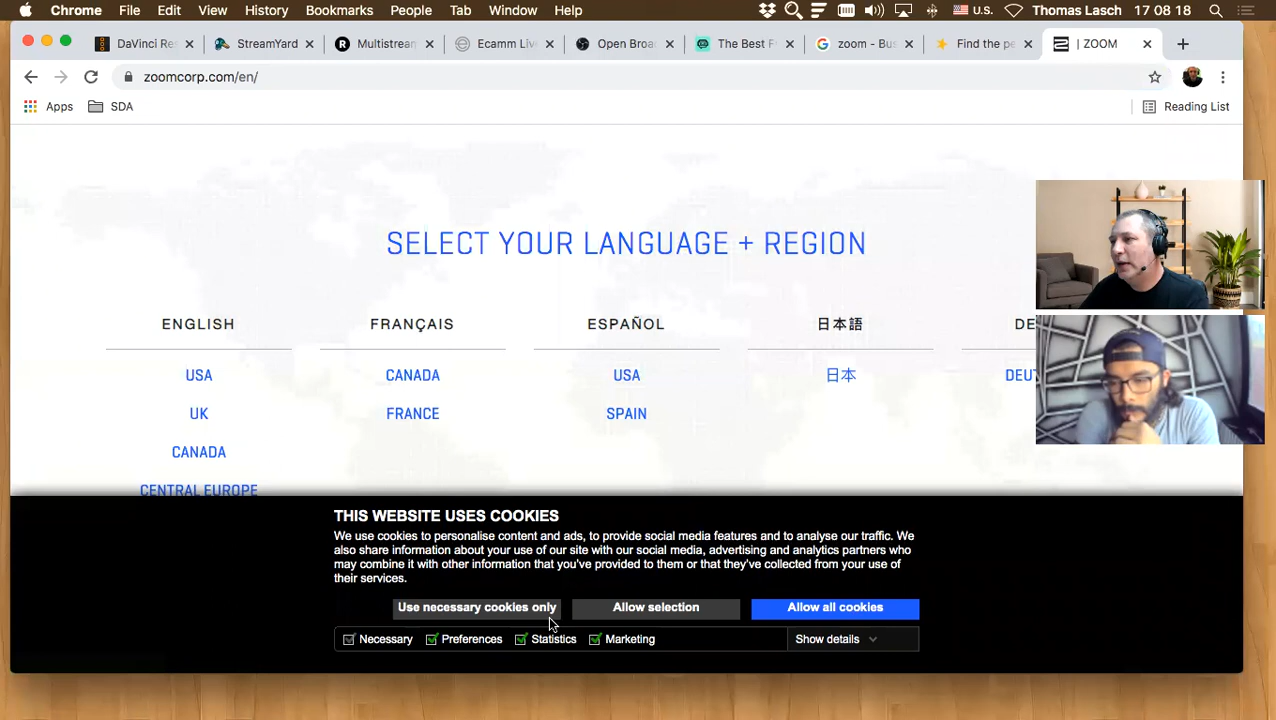 Chrome File Edit View History Bookmarks People Tab Window Help U.S. Thomas Lasch 17 08 18
DaVinci Res StreamYard Multistream Ecamm Live Open Broad The Best F zoom - Bus Find the pe | ZOOM
zoomcorp.com/en/
Apps SDA Reading List
SELECT YOUR LANGUAGE + REGION
ENGLISH FRANÇAIS ESPAÑOL 日本語 DE
USA CANADA USA 日本 DEUT
UK FRANCE SPAIN
CANADA
CENTRAL EUROPE
THIS WEBSITE USES COOKIES
We use cookies to personalise content and ads, to provide social media features and to analyse our traffic. We
also share information about your use of our site with our social media, advertising and analytics partners who
may combine it with other information that you've provided to them or that they've collected from your use of
their services.
Use necessary cookies only Allow selection Allow all cookies
Necessary Preferences Statistics Marketing Show details